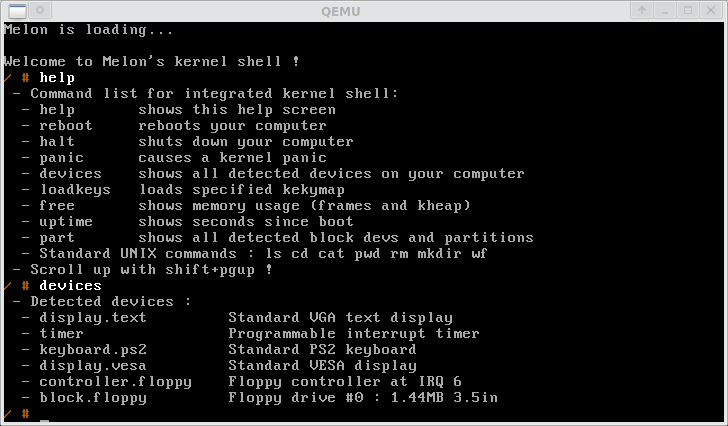 QEMU
Melon is loading...
Welcome to Melon's kernel shell !
/ # help
- Command list for integrated kernel shell:
- help shows this help screen
- reboot reboots your computer
- halt shuts down your computer
- panic causes a kernel panic
- devices shows all detected devices on your computer
- loadkeys loads specified kekymap
- free shows memory usage (frames and kheap)
- uptime shows seconds since boot
- part shows all detected block devs and partitions
- Standard UNIX commands : ls cd cat pwd rm mkdir wf
- Scroll up with shift+pgup !
/ # devices
- Detected devices :
- display.text Standard VGA text display
- timer Programmable interrupt timer
- keyboard.ps2 Standard PS2 keyboard
- display.vesa Standard VESA display
- controller.floppy Floppy controller at IRQ 6
- block.floppy Floppy drive #0 : 1.44MB 3.5in
/ # _